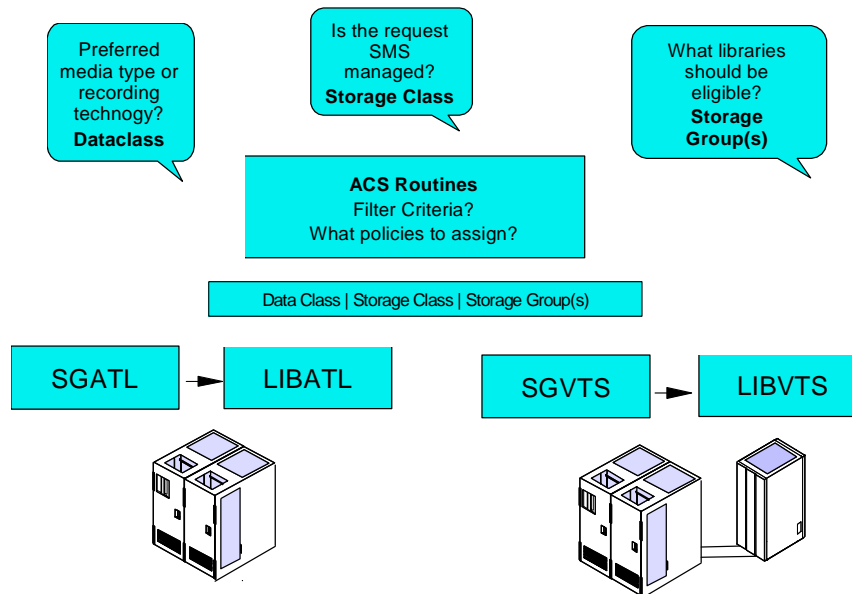 Preferred
media type or
recording
technogy?
Dataclass
Is the request
SMS
managed?
Storage Class
What libraries
should be
eligible?
Storage
Group(s)
ACS Routines
Filter Criteria?
What policies to assign?
Data Class | Storage Class | Storage Group(s)
SGATL
LIBATL
SGVTS
LIBVTS